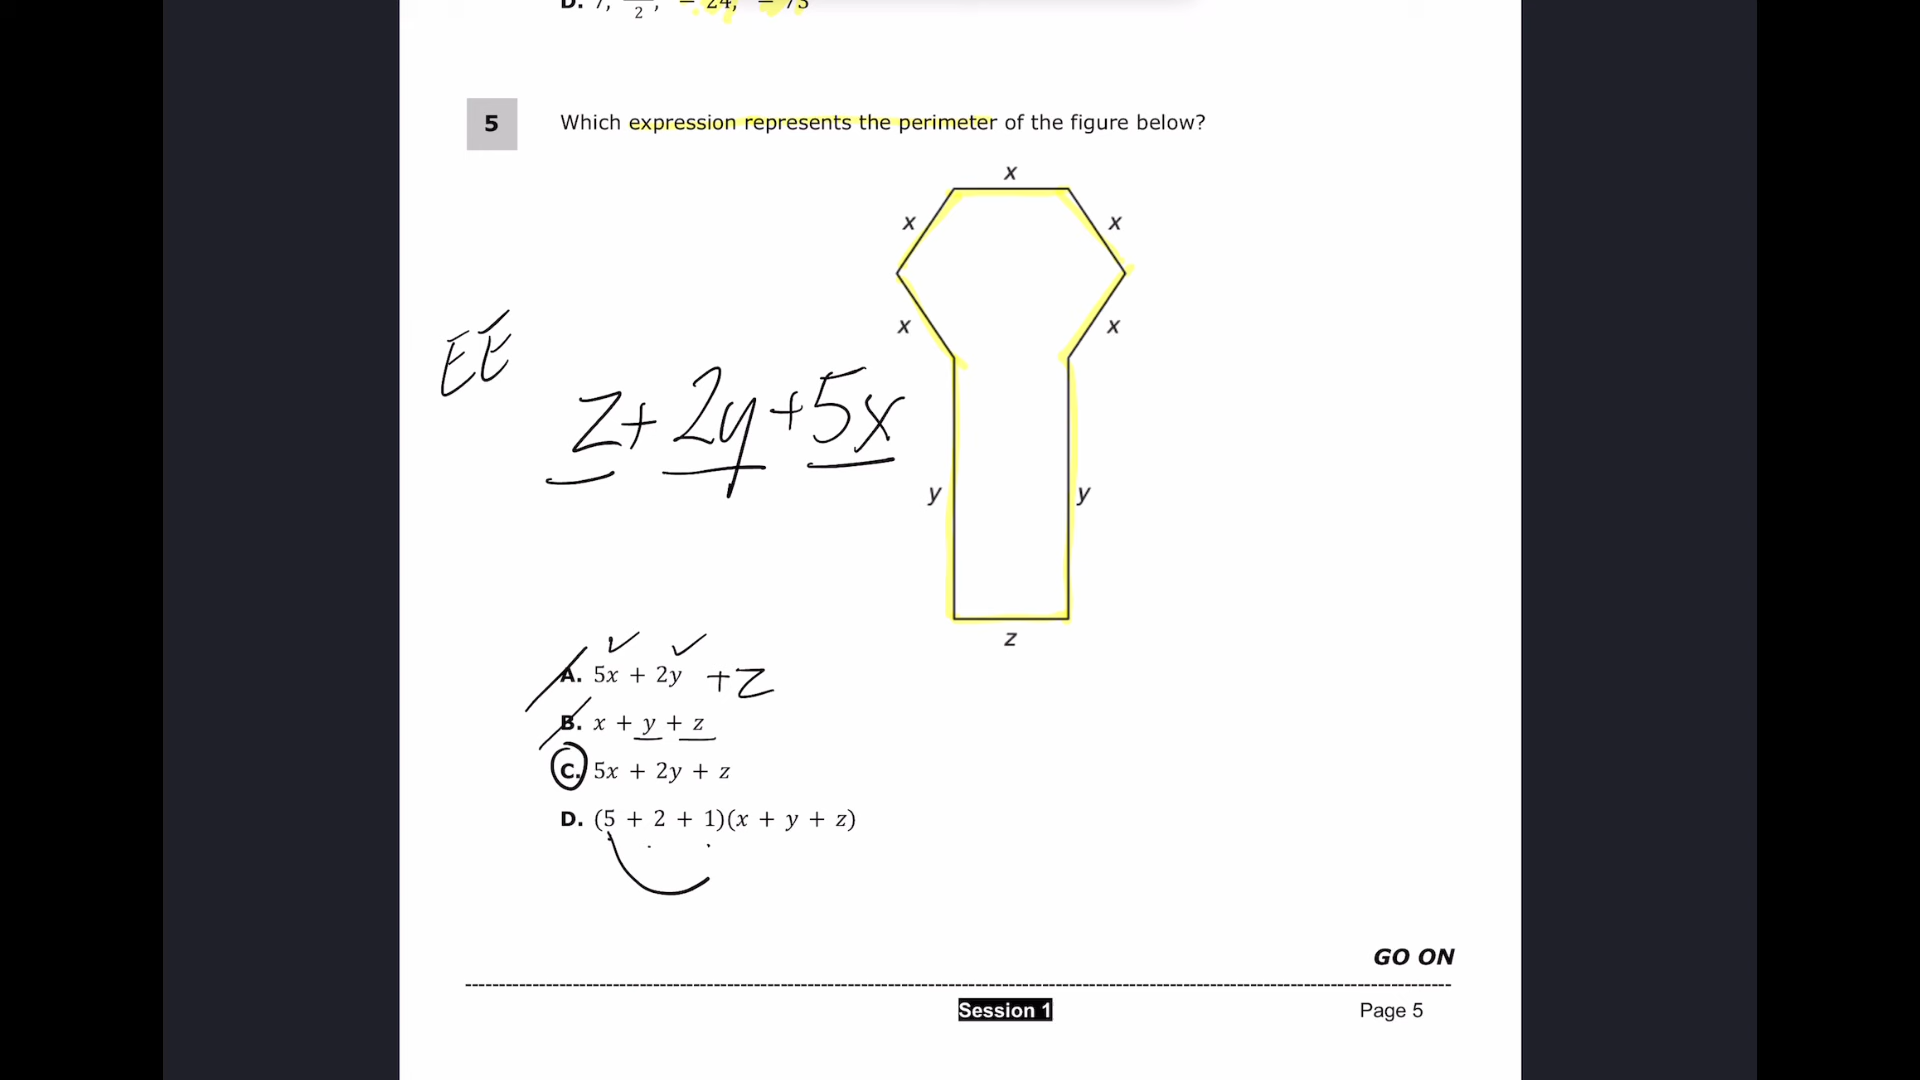 5 Which expression represents the perimeter of the figure below?
x
x x
x x
EE
z + 2y + 5x
y y
z
A. 5x + 2y + z
B. x + y + z
C. 5x + 2y + z
D. (5 + 2 + 1)(x + y + z)
GO ON
Session 1 Page 5